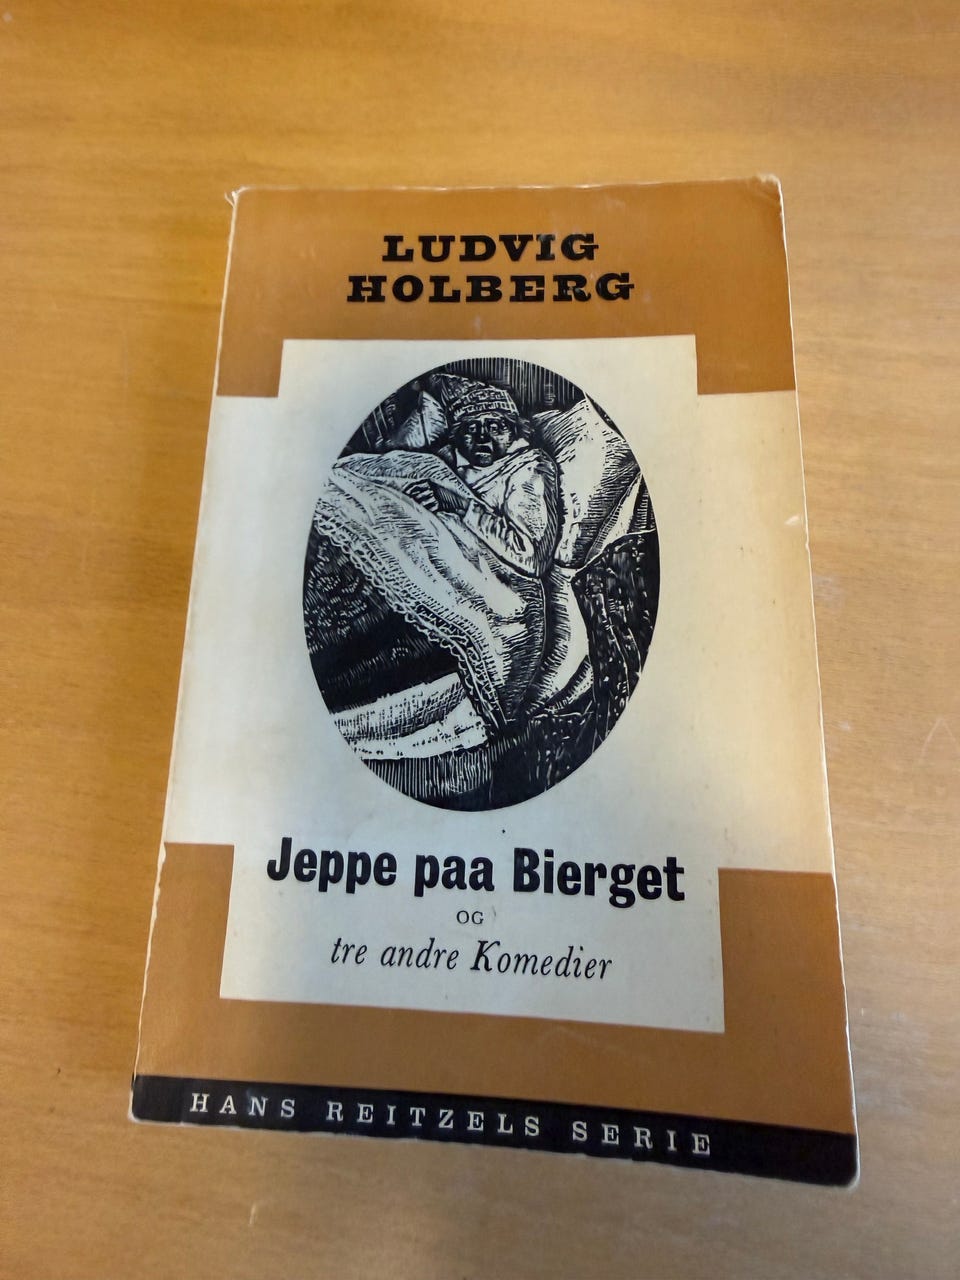 LUDVIG
HOLBERG
Jeppe paa Bierget
OG
tre andre Komedier
HANS REITZELS SERIE